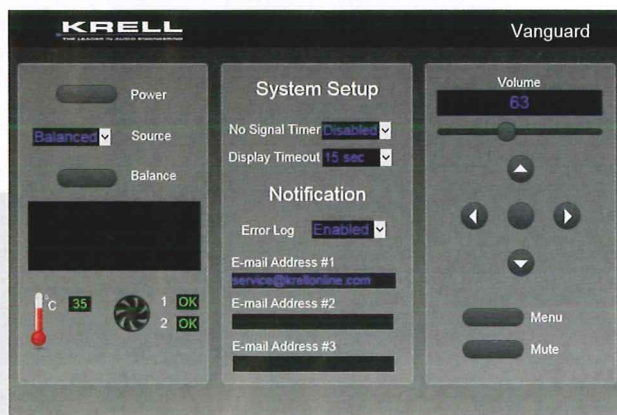 KRELL
THE LEADER IN AUDIO ENGINEERING
Vanguard
Power
Balanced Source
Balance
°C 35
1 OK
2 OK
System Setup
No Signal Timer Disabled
Display Timeout 15 sec
Notification
Error Log Enabled
E-mail Address #1
service@krellonline.com
E-mail Address #2
E-mail Address #3
Volume
63
Menu
Mute